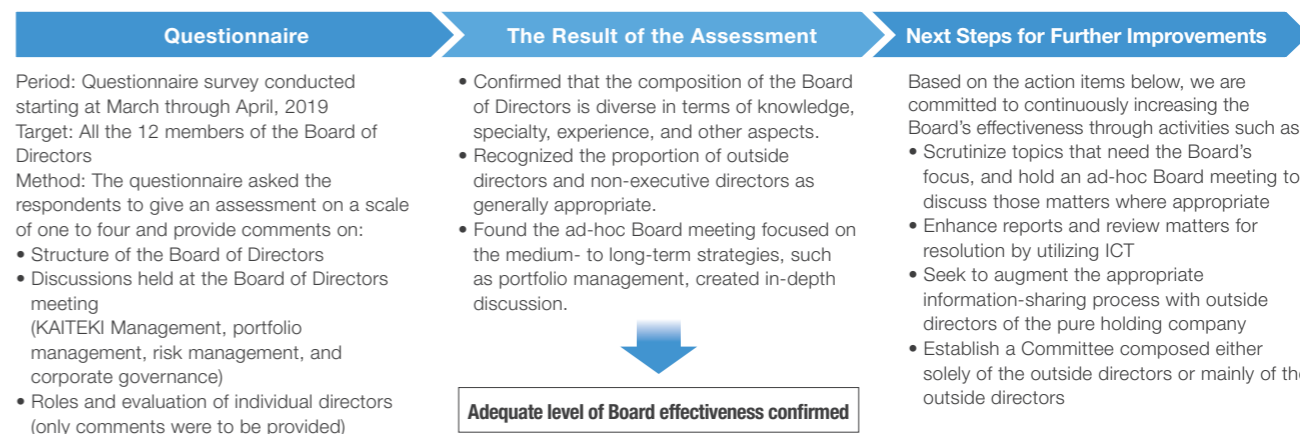 Questionnaire
Period: Questionnaire survey conducted
starting at March through April, 2019
Target: All the 12 members of the Board of
Directors
Method: The questionnaire asked the
respondents to give an assessment on a scale
of one to four and provide comments on:
• Structure of the Board of Directors
• Discussions held at the Board of Directors
meeting
(KAITEKI Management, portfolio
management, risk management, and
corporate governance)
• Roles and evaluation of individual directors
(only comments were to be provided)
The Result of the Assessment
• Confirmed that the composition of the Board
of Directors is diverse in terms of knowledge,
specialty, experience, and other aspects.
• Recognized the proportion of outside
directors and non-executive directors as
generally appropriate.
• Found the ad-hoc Board meeting focused on
the medium- to long-term strategies, such
as portfolio management, created in-depth
discussion.
Adequate level of Board effectiveness confirmed
Next Steps for Further Improvements
Based on the action items below, we are
committed to continuously increasing the
Board's effectiveness through activities such as
• Scrutinize topics that need the Board's
focus, and hold an ad-hoc Board meeting to
discuss those matters where appropriate
• Enhance reports and review matters for
resolution by utilizing ICT
• Seek to augment the appropriate
information-sharing process with outside
directors of the pure holding company
• Establish a Committee composed either
solely of the outside directors or mainly of the
outside directors